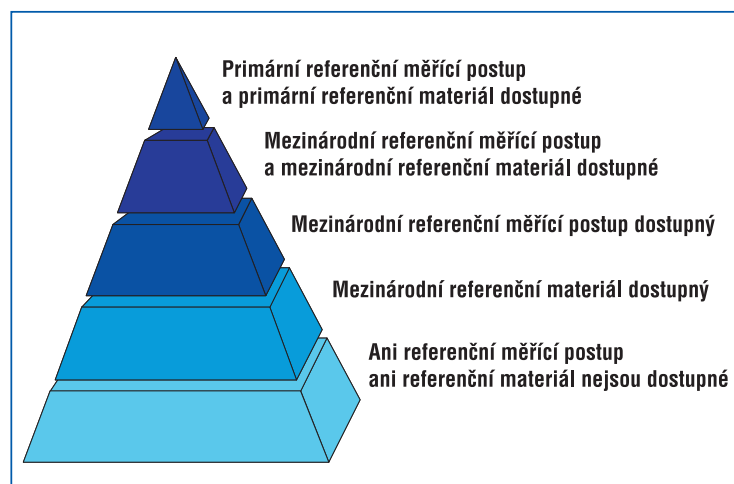 Primární referenční měřící postup
a primární referenční materiál dostupné
Mezinárodní referenční měřící postup
a mezinárodní referenční materiál dostupné
Mezinárodní referenční měřící postup dostupný
Mezinárodní referenční materiál dostupný
Ani referenční měřící postup
ani referenční materiál nejsou dostupné